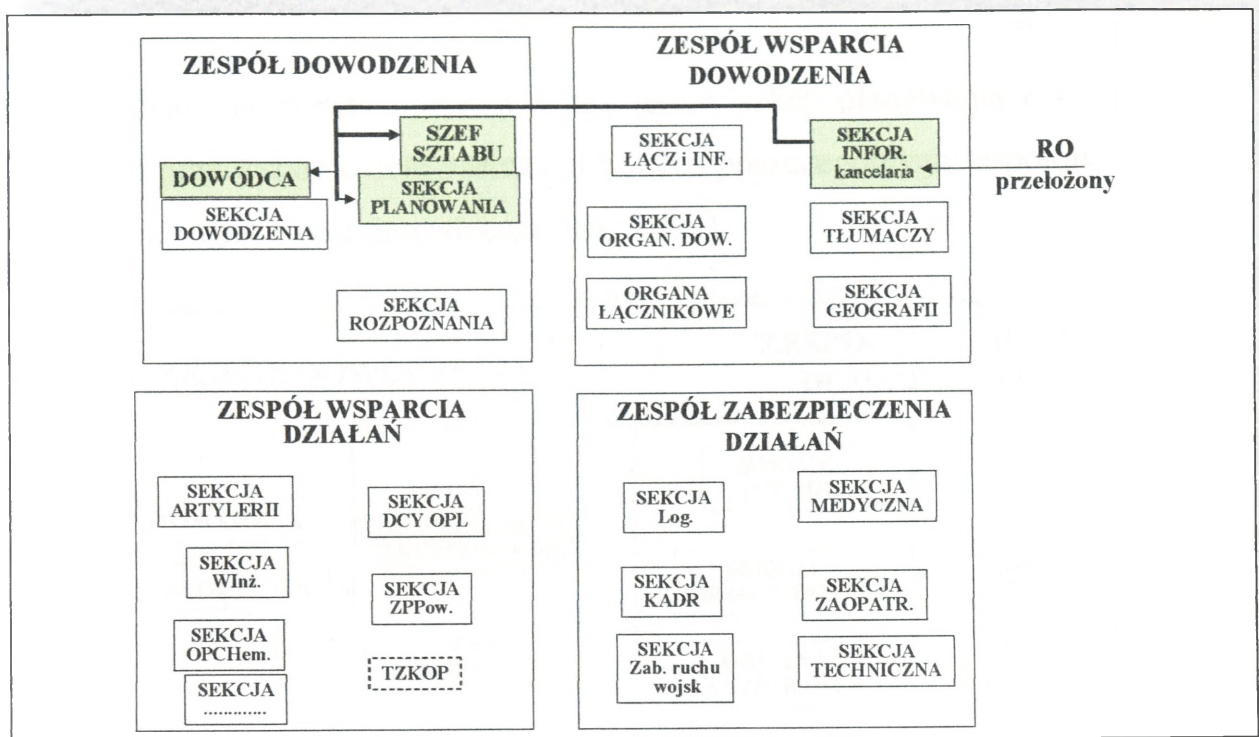 ZESPÓŁ DOWODZENIA
SZEF
SZTABU
DOWÓDCA
SEKCJA
PLANOWANIA
SEKCJA
DOWODZENIA
SEKCJA
ROZPOZNANIA
ZESPÓŁ WSPARCIA
DOWODZENIA
SEKCJA
ŁĄCZ i INF.
SEKCJA
INFOR.
kancelaria
RO
przełożony
SEKCJA
ORGAN. DOW.
SEKCJA
TŁUMACZY
ORGANA
ŁĄCZNIKOWE
SEKCJA
GEOGRAFII
ZESPÓŁ WSPARCIA
DZIAŁAŃ
SEKCJA
ARTYLERII
SEKCJA
DCY OPL
SEKCJA
WInż.
SEKCJA
ZPPow.
SEKCJA
OPCHem.
TZKOP
SEKCJA
.............
ZESPÓŁ ZABEZPIECZENIA
DZIAŁAŃ
SEKCJA
Log.
SEKCJA
MEDYCZNA
SEKCJA
KADR
SEKCJA
ZAOPATR.
SEKCJA
Zab. ruchu
wojsk
SEKCJA
TECHNICZNA